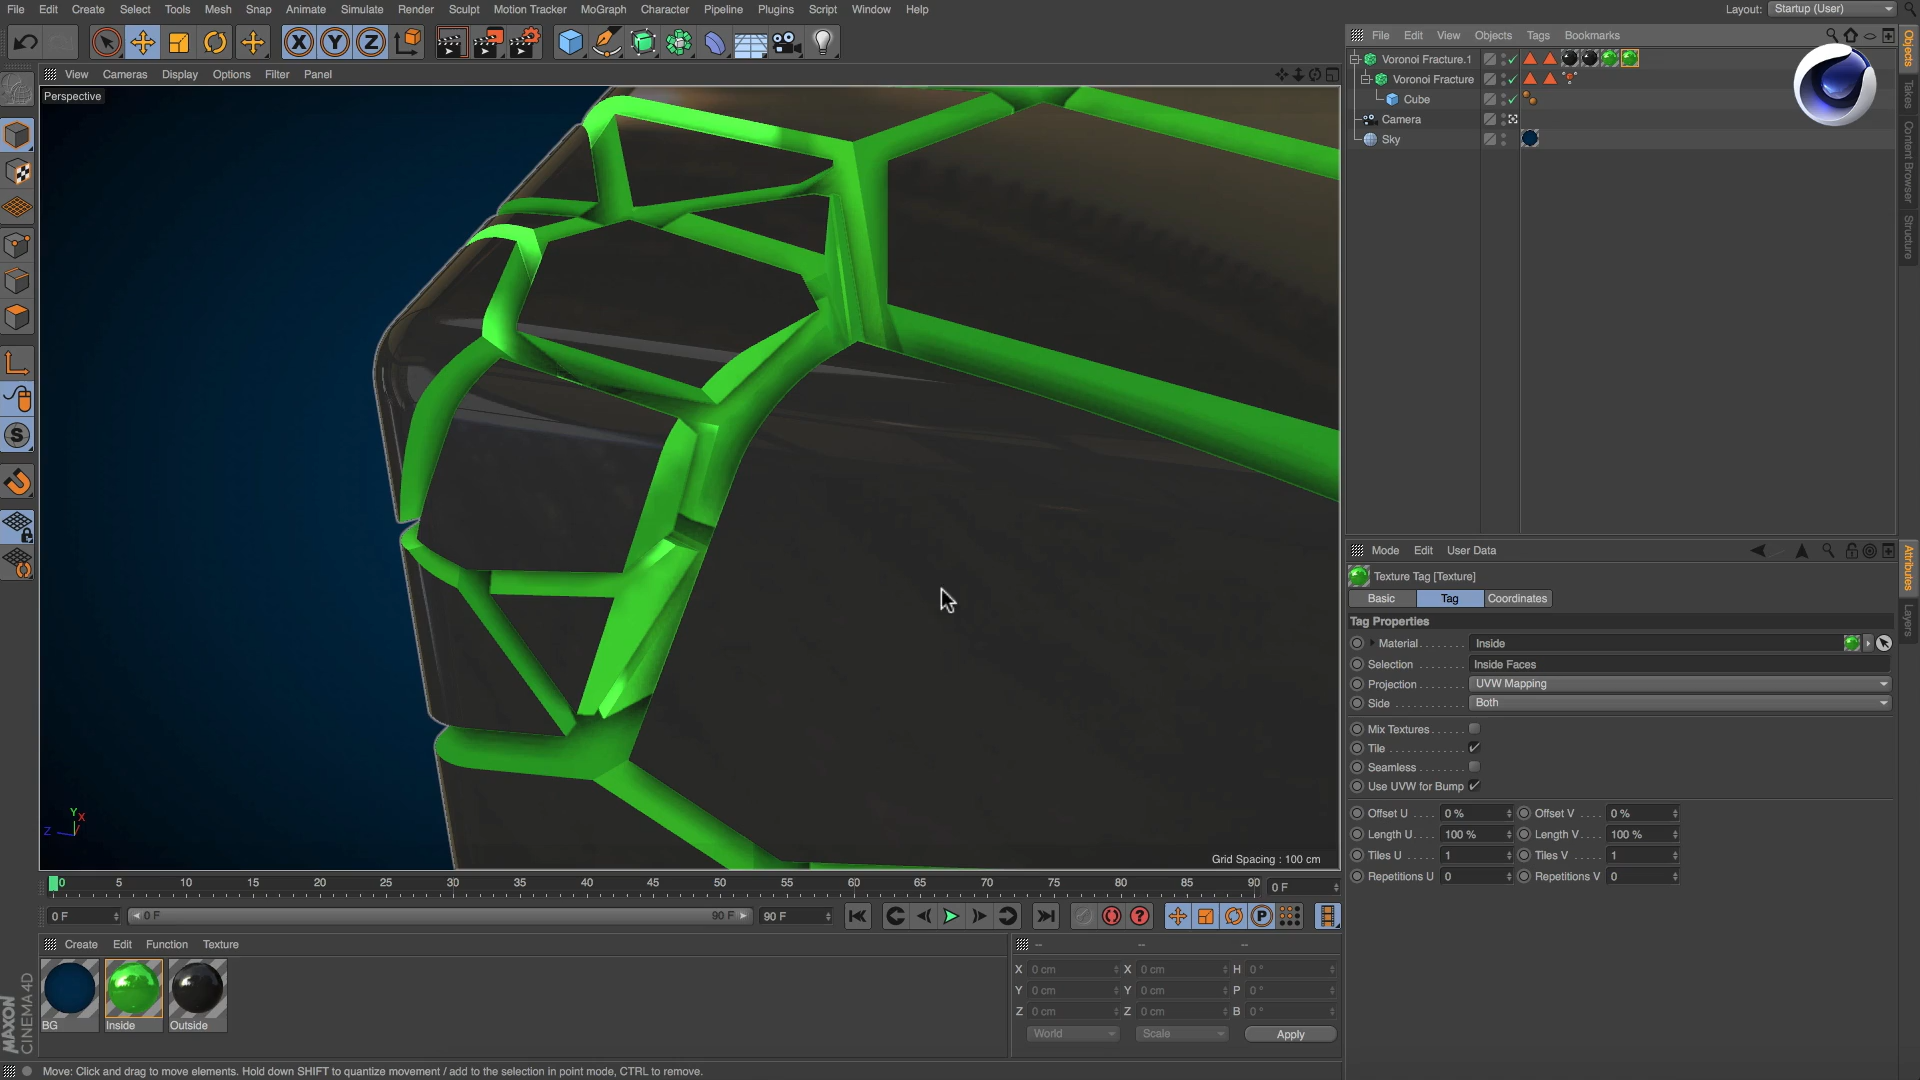 File Edit Create Select Tools Mesh Snap Animate Simulate Render Sculpt Motion Tracker MoGraph Character Pipeline Plugins Script Window Help
Layout: Startup (User)
X Y Z
View Cameras Display Options Filter Panel
Perspective
Grid Spacing : 100 cm
Y X Z
S
File Edit View Objects Tags Bookmarks
Voronoi Fracture.1
Voronoi Fracture
Cube
Camera
Sky
Objects
Takes
Content Browser
Structure
Mode Edit User Data
Texture Tag [Texture]
Basic Tag Coordinates
Tag Properties
Material Inside
Selection Inside Faces
Projection UVW Mapping
Side Both
Mix Textures
Tile
Seamless
Use UVW for Bump
Offset U 0 % Offset V 0 %
Length U 100 % Length V 100 %
Tiles U 1 Tiles V 1
Repetitions U 0 Repetitions V 0
Attributes
Layers
0 5 10 15 20 25 30 35 40 45 50 55 60 65 70 75 80 85 90 0 F
0 F 0 F 90 F 90 F
P
Create Edit Function Texture
BG Inside Outside
-- -- --
X 0 cm X 0 cm H 0 °
Y 0 cm Y 0 cm P 0 °
Z 0 cm Z 0 cm B 0 °
World Scale Apply
MAXON CINEMA 4D
Move: Click and drag to move elements. Hold down SHIFT to quantize movement / add to the selection in point mode, CTRL to remove.